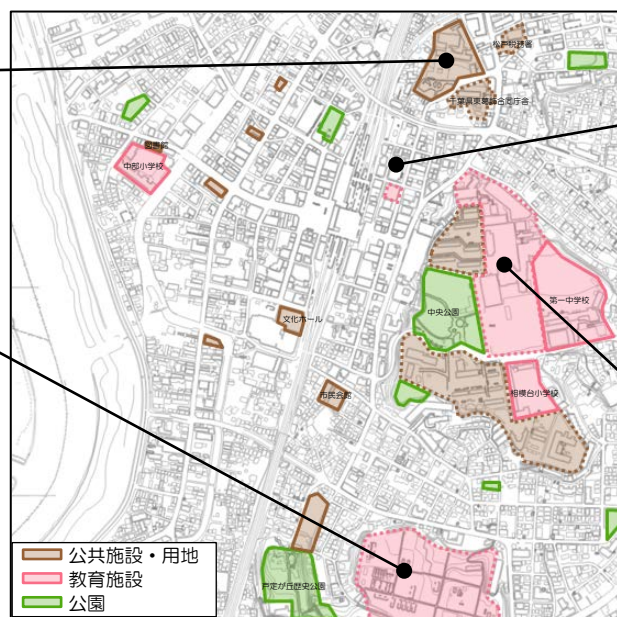 松戸税務署
千葉県東葛飾合同庁舎
図書館
中部小学校
第一中学校
中央公園
文化ホール
相模台小学校
市民会館
戸定が丘歴史公園
公共施設・用地
教育施設
公園